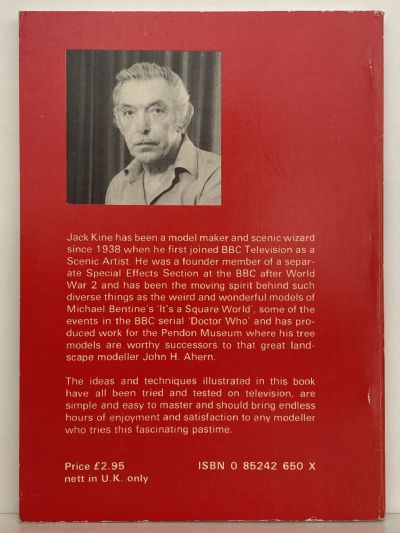 Jack Kine has been a model maker and scenic wizard
since 1938 when he first joined BBC Television as a
Scenic Artist. He was a founder member of a separ-
ate Special Effects Section at the BBC after World
War 2 and has been the moving spirit behind such
diverse things as the weird and wonderful models of
Michael Bentine's 'It's a Square World', some of the
events in the BBC serial 'Doctor Who' and has pro-
duced work for the Pendon Museum where his tree
models are worthy successors to that great land-
scape modeller John H. Ahern.
The ideas and techniques illustrated in this book
have all been tried and tested on television, are
simple and easy to master and should bring endless
hours of enjoyment and satisfaction to any modeller
who tries this fascinating pastime.
Price £2.95 ISBN 0 85242 650 X
nett in U.K. only